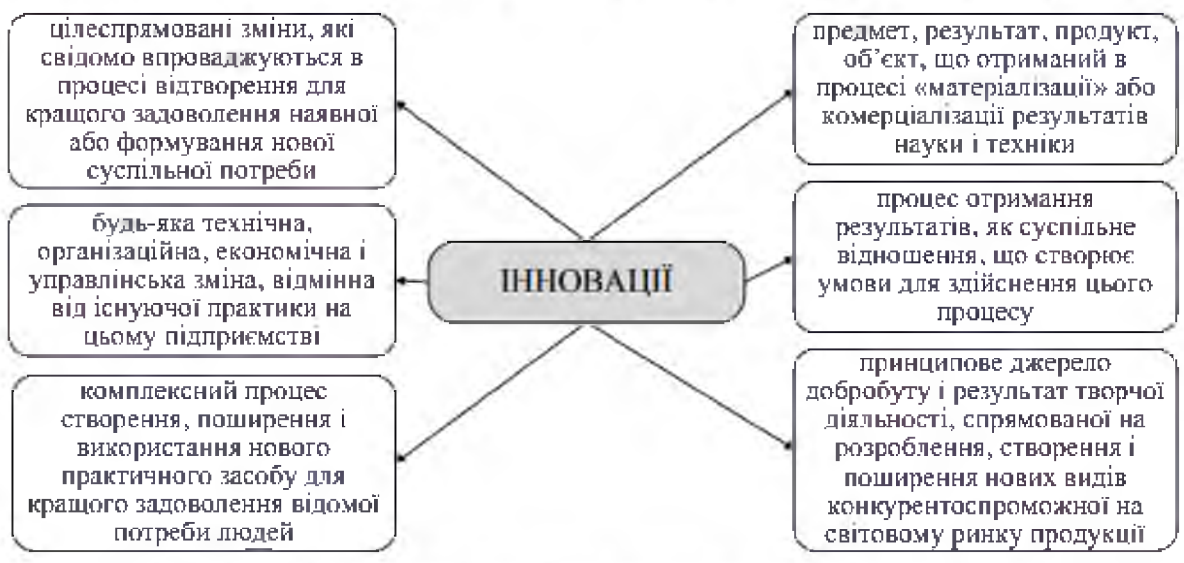 цілеспрямовані зміни, які
свідомо впроваджуються в
процесі відтворення для
кращого задоволення наявної
або формування нової
суспільної потреби
будь-яка технічна,
організаційна, економічна і
управлінська зміна, відмінна
від існуючої практики на
цьому підприємстві
комплексний процес
створення, поширення і
використання нового
практичного засобу для
кращого задоволення відомої
потреби людей
ІННОВАЦІЇ
предмет, результат, продукт,
об’єкт, що отриманий в
процесі «матеріалізації» або
комерціалізації результатів
науки і техніки
процес отримання
результатів, як суспільне
відношення, що створює
умови для здійснення цього
процесу
принципове джерело
добробуту і результат творчої
діяльності, спрямованої на
розроблення, створення і
поширення нових видів
конкурентоспроможної на
світовому ринку продукції